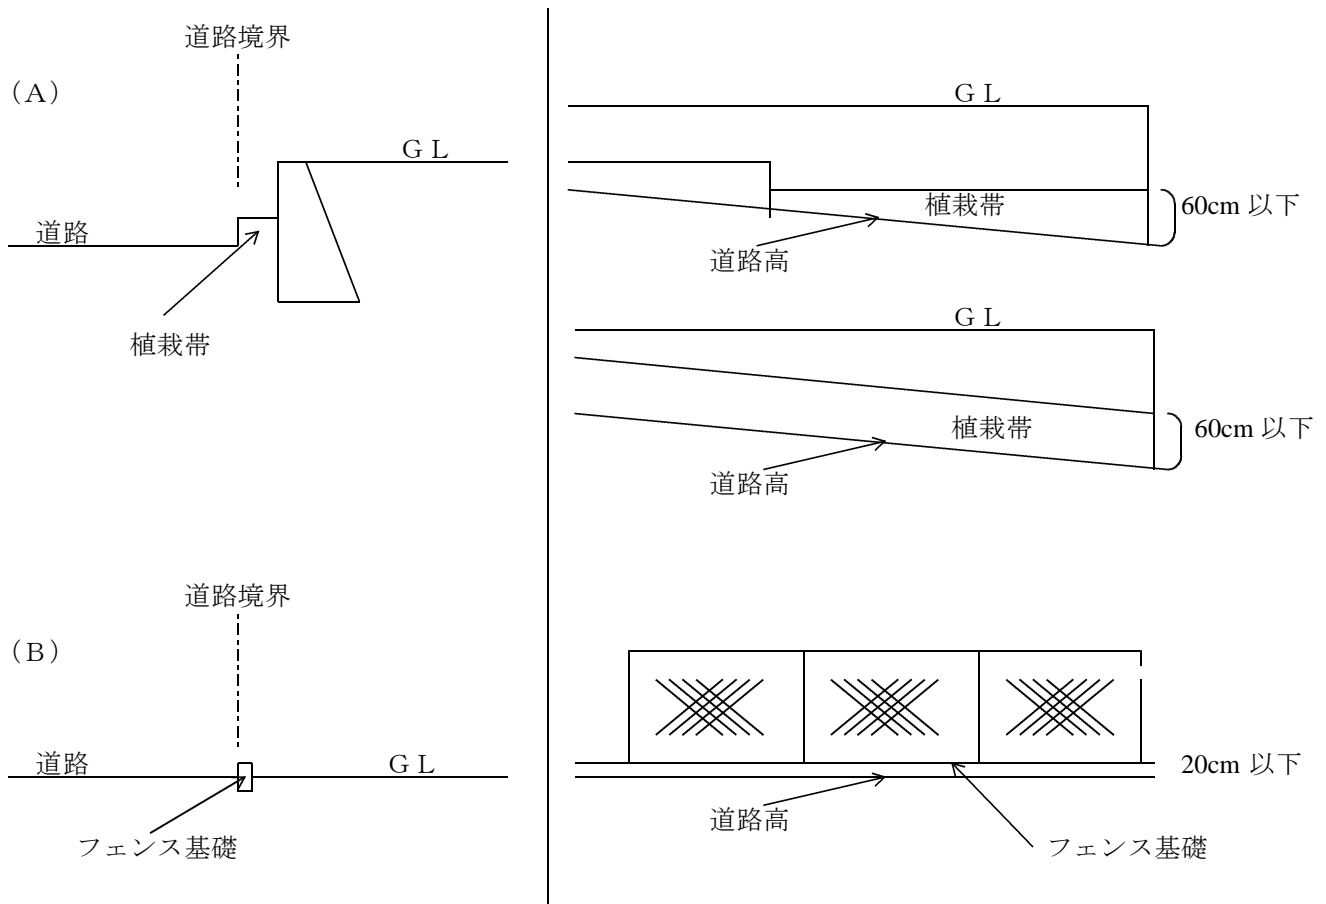 道路境界
（A）
ＧＬ
道路
植栽帯
ＧＬ
植栽帯
60cm 以下
道路高
ＧＬ
植栽帯
60cm 以下
道路高
道路境界
（B）
道路
ＧＬ
フェンス基礎
20cm 以下
道路高
フェンス基礎